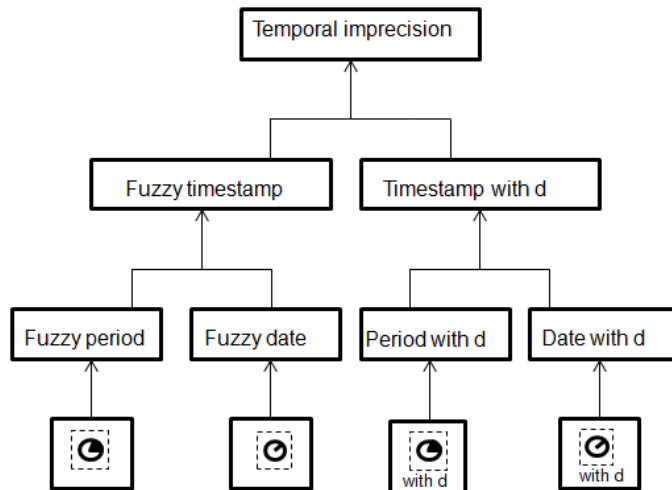 Temporal imprecision
Fuzzy timestamp
Timestamp with d
Fuzzy period
Fuzzy date
Period with d
Date with d
with d
with d